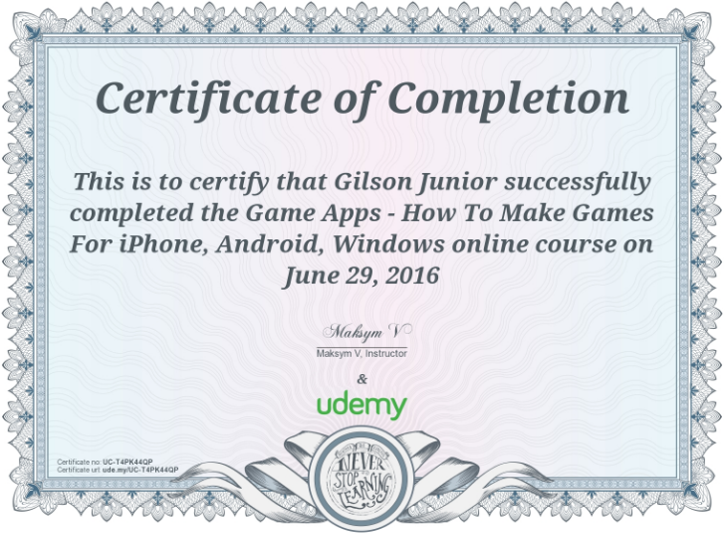 Certificate of Completion
This is to certify that Gilson Junior successfully
completed the Game Apps - How To Make Games
For iPhone, Android, Windows online course on
June 29, 2016
Maksym V
Maksym V, Instructor
&
udemy
Certificate no: UC-T4PK44QP
Certificate url: ude.my/UC-T4PK44QP
NEVER
STOP
LEARNING